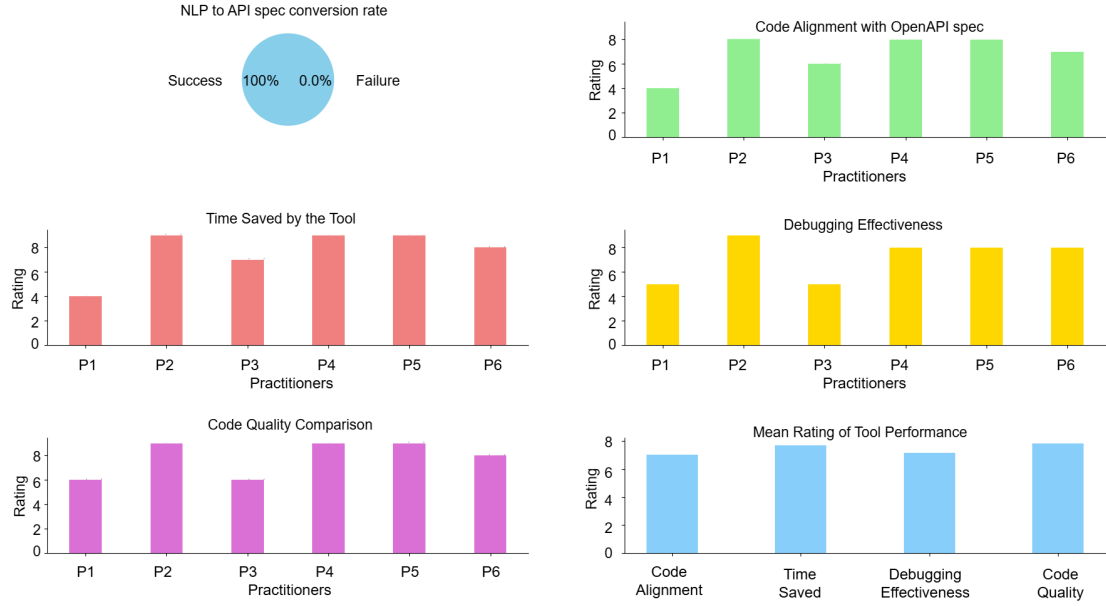 NLP to API spec conversion rate
Success
100%
0.0%
Failure
Code Alignment with OpenAPI spec
Rating
8
6
4
2
0
P1 P2 P3 P4 P5 P6
Practitioners
Time Saved by the Tool
Rating
8
6
4
2
0
P1 P2 P3 P4 P5 P6
Practitioners
Debugging Effectiveness
Rating
8
6
4
2
0
P1 P2 P3 P4 P5 P6
Practitioners
Code Quality Comparison
Rating
8
6
4
2
0
P1 P2 P3 P4 P5 P6
Practitioners
Mean Rating of Tool Performance
Rating
8
6
4
2
0
Code
Alignment
Time
Saved
Debugging
Effectiveness
Code
Quality